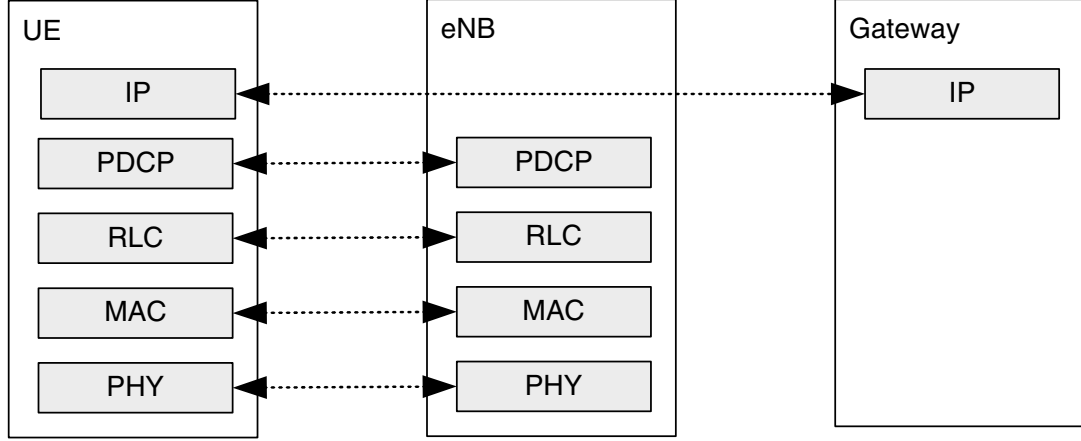 UE
IP
PDCP
RLC
MAC
PHY
eNB
PDCP
RLC
MAC
PHY
Gateway
IP